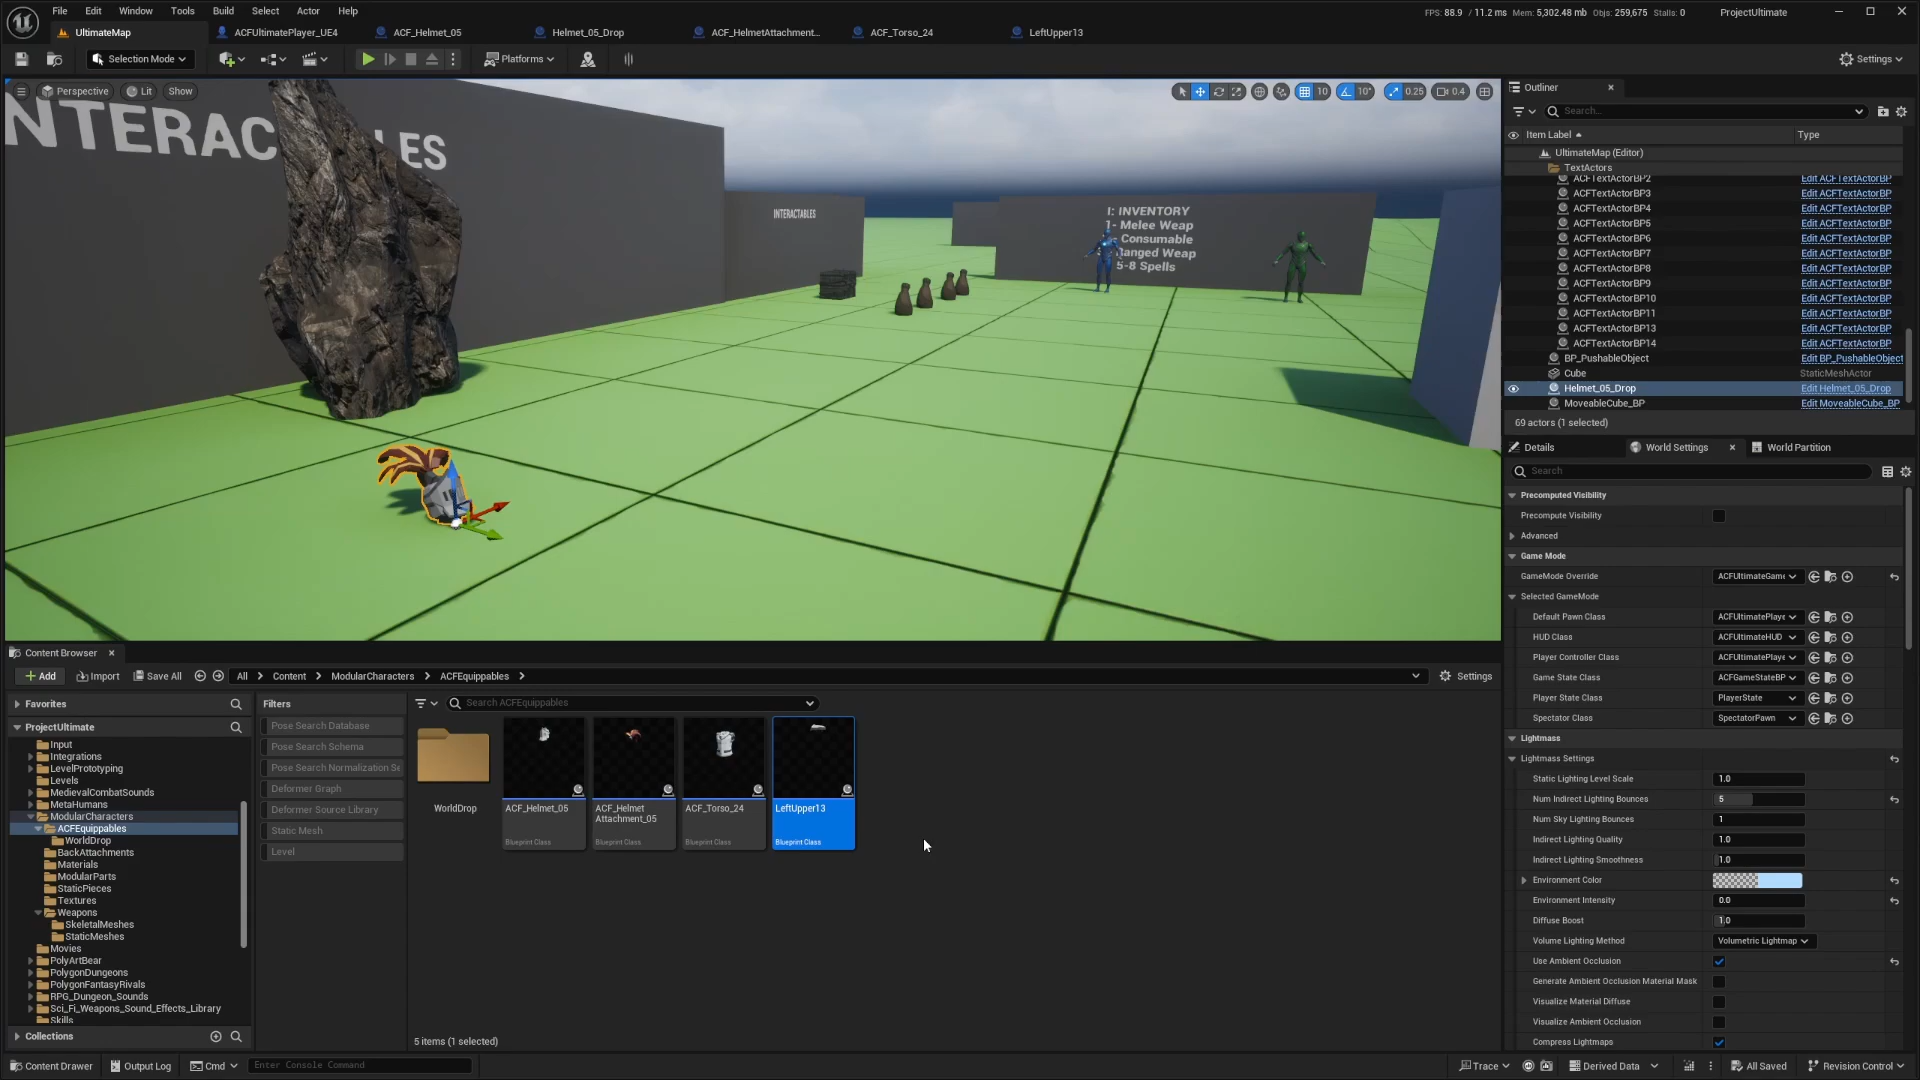 File Edit Window Tools Build Select Actor Help
FPS: 88.9 / 11.2 ms Mem: 5,302.48 mb Objs: 259,675 Stalls: 0 ProjectUltimate
UltimateMap ACFUltimatePlayer_UE4 ACF_Helmet_05 Helmet_05_Drop ACF_HelmetAttachment... ACF_Torso_24 LeftUpper13
Selection Mode Platforms Settings
Perspective Lit Show 10 10° 0.25 0.4
INTERACTABLES
I: INVENTORY
- Melee Weap
Consumable
Weap
5-8 Spells
Outliner
Search...
Item Label Type
UltimateMap (Editor)
TextActors
ACFTextActorBP2 Edit ACFTextActorBP
ACFTextActorBP3 Edit ACFTextActorBP
ACFTextActorBP4 Edit ACFTextActorBP
ACFTextActorBP5 Edit ACFTextActorBP
ACFTextActorBP6 Edit ACFTextActorBP
ACFTextActorBP7 Edit ACFTextActorBP
ACFTextActorBP8 Edit ACFTextActorBP
ACFTextActorBP9 Edit ACFTextActorBP
ACFTextActorBP10 Edit ACFTextActorBP
ACFTextActorBP11 Edit ACFTextActorBP
ACFTextActorBP13 Edit ACFTextActorBP
ACFTextActorBP14 Edit ACFTextActorBP
BP_PushableObject Edit BP_PushableObject
Cube StaticMeshActor
Helmet_05_Drop Edit Helmet_05_Drop
MoveableCube_BP Edit MoveableCube_BP
69 actors (1 selected)
Details World Settings World Partition
Search
Precomputed Visibility
Precompute Visibility
Advanced
Game Mode
GameMode Override ACFUltimateGame
Selected GameMode
Default Pawn Class ACFUltimatePlaye
HUD Class ACFUltimateHUD
Player Controller Class ACFUltimatePlaye
Game State Class ACFGameStateBP
Player State Class PlayerState
Spectator Class SpectatorPawn
Lightmass
Lightmass Settings
Static Lighting Level Scale 1.0
Num Indirect Lighting Bounces 5
Num Sky Lighting Bounces 1
Indirect Lighting Quality 1.0
Indirect Lighting Smoothness 1.0
Environment Color
Environment Intensity 0.0
Diffuse Boost 1.0
Volume Lighting Method Volumetric Lightmap
Use Ambient Occlusion
Generate Ambient Occlusion Material Mask
Visualize Material Diffuse
Visualize Ambient Occlusion
Compress Lightmaps
Content Browser
Add Import Save All All Content ModularCharacters ACFEquippables Settings
Favorites
ProjectUltimate
Input
Integrations
LevelPrototyping
Levels
MedievalCombatSounds
MetaHumans
ModularCharacters
ACFEquippables
WorldDrop
BackAttachments
Materials
ModularParts
StaticPieces
Textures
Weapons
SkeletalMeshes
StaticMeshes
Movies
PolyArtBear
PolygonDungeons
PolygonFantasyRivals
RPG_Dungeon_Sounds
Sci_Fi_Weapons_Sound_Effects_Library
Skills
Collections
Filters
Pose Search Database
Pose Search Schema
Pose Search Normalization Se
Deformer Graph
Deformer Source Library
Static Mesh
Level
Search ACFEquippables
WorldDrop
ACF_Helmet_05
Blueprint Class
ACF_Helmet
Attachment_05
Blueprint Class
ACF_Torso_24
Blueprint Class
LeftUpper13
Blueprint Class
5 items (1 selected)
Content Drawer Output Log Cmd Enter Console Command Trace Derived Data All Saved Revision Control